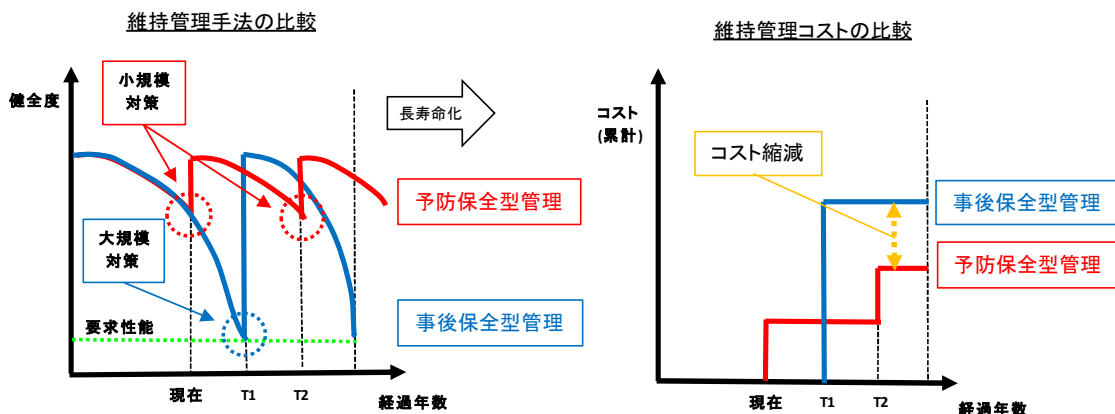 維持管理手法の比較
健全度
小規模
対策
大規模
対策
要求性能
現在
T1
T2
経過年数
長寿命化
予防保全型管理
事後保全型管理
維持管理コストの比較
コスト
(累計)
コスト縮減
事後保全型管理
予防保全型管理
現在
T1
T2
経過年数